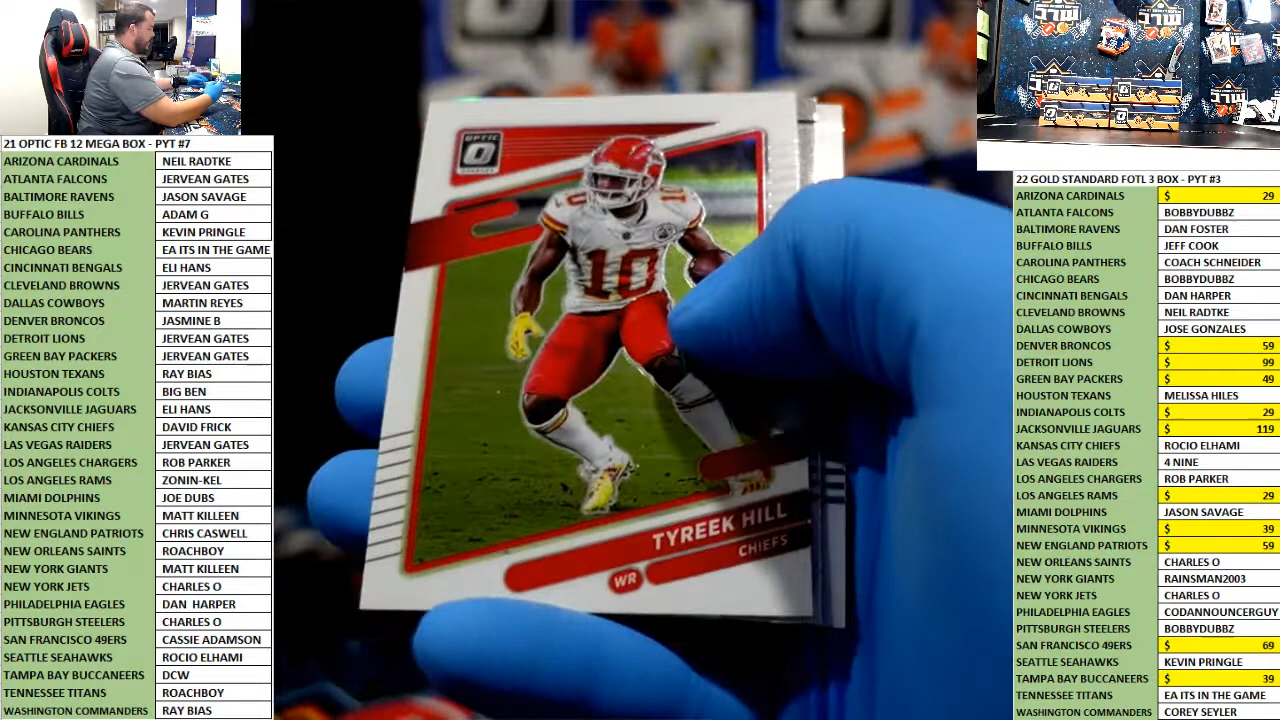 21 OPTIC FB 12 MEGA BOX - PYT #7
ARIZONA CARDINALS NEIL RADTKE
ATLANTA FALCONS JERVEAN GATES
BALTIMORE RAVENS JASON SAVAGE
BUFFALO BILLS ADAM G
CAROLINA PANTHERS KEVIN PRINGLE
CHICAGO BEARS EA ITS IN THE GAME
CINCINNATI BENGALS ELI HANS
CLEVELAND BROWNS JERVEAN GATES
DALLAS COWBOYS MARTIN REYES
DENVER BRONCOS JASMINE B
DETROIT LIONS JERVEAN GATES
GREEN BAY PACKERS JERVEAN GATES
HOUSTON TEXANS RAY BIAS
INDIANAPOLIS COLTS BIG BEN
JACKSONVILLE JAGUARS ELI HANS
KANSAS CITY CHIEFS DAVID FRICK
LAS VEGAS RAIDERS JERVEAN GATES
LOS ANGELES CHARGERS ROB PARKER
LOS ANGELES RAMS ZONIN-KEL
MIAMI DOLPHINS JOE DUBS
MINNESOTA VIKINGS MATT KILLEEN
NEW ENGLAND PATRIOTS CHRIS CASWELL
NEW ORLEANS SAINTS ROACHBOY
NEW YORK GIANTS MATT KILLEEN
NEW YORK JETS CHARLES O
PHILADELPHIA EAGLES DAN HARPER
PITTSBURGH STEELERS CHARLES O
SAN FRANCISCO 49ERS CASSIE ADAMSON
SEATTLE SEAHAWKS ROCIO ELHAMI
TAMPA BAY BUCCANEERS DCW
TENNESSEE TITANS ROACHBOY
WASHINGTON COMMANDERS RAY BIAS
OPTIC
10
10
TYREEK HILL
CHIEFS
WR
22 GOLD STANDARD FOTL 3 BOX - PYT #3
ARIZONA CARDINALS $ 29
ATLANTA FALCONS BOBBYDUBBZ
BALTIMORE RAVENS DAN FOSTER
BUFFALO BILLS JEFF COOK
CAROLINA PANTHERS COACH SCHNEIDER
CHICAGO BEARS BOBBYDUBBZ
CINCINNATI BENGALS DAN HARPER
CLEVELAND BROWNS NEIL RADTKE
DALLAS COWBOYS JOSE GONZALES
DENVER BRONCOS $ 59
DETROIT LIONS $ 99
GREEN BAY PACKERS $ 49
HOUSTON TEXANS MELISSA HILES
INDIANAPOLIS COLTS $ 29
JACKSONVILLE JAGUARS $ 119
KANSAS CITY CHIEFS ROCIO ELHAMI
LAS VEGAS RAIDERS 4 NINE
LOS ANGELES CHARGERS ROB PARKER
LOS ANGELES RAMS $ 29
MIAMI DOLPHINS JASON SAVAGE
MINNESOTA VIKINGS $ 39
NEW ENGLAND PATRIOTS $ 59
NEW ORLEANS SAINTS CHARLES O
NEW YORK GIANTS RAINSMAN2003
NEW YORK JETS CHARLES O
PHILADELPHIA EAGLES CODANNOUNCERGUY
PITTSBURGH STEELERS BOBBYDUBBZ
SAN FRANCISCO 49ERS $ 69
SEATTLE SEAHAWKS KEVIN PRINGLE
TAMPA BAY BUCCANEERS $ 39
TENNESSEE TITANS EA ITS IN THE GAME
WASHINGTON COMMANDERS COREY SEYLER